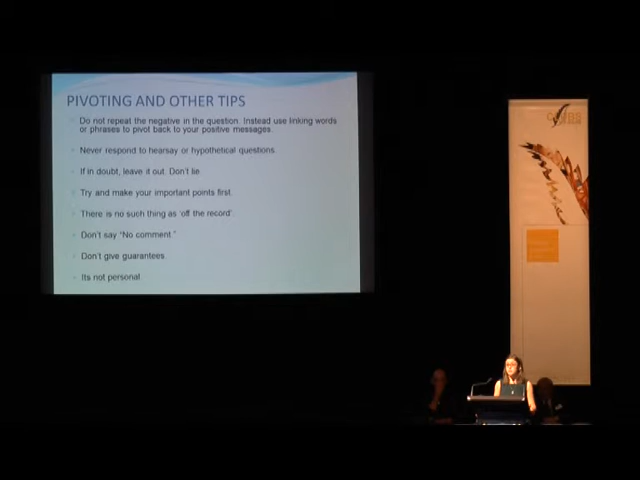 PIVOTING AND OTHER TIPS
Do not repeat the negative in the question. Instead use linking words
or phrases to pivot back to your positive messages.
Never respond to hearsay or hypothetical questions.
If in doubt, leave it out. Don't lie.
Try and make your important points first.
There is no such thing as 'off the record'.
Don't say "No comment."
Don't give guarantees.
Its not personal.